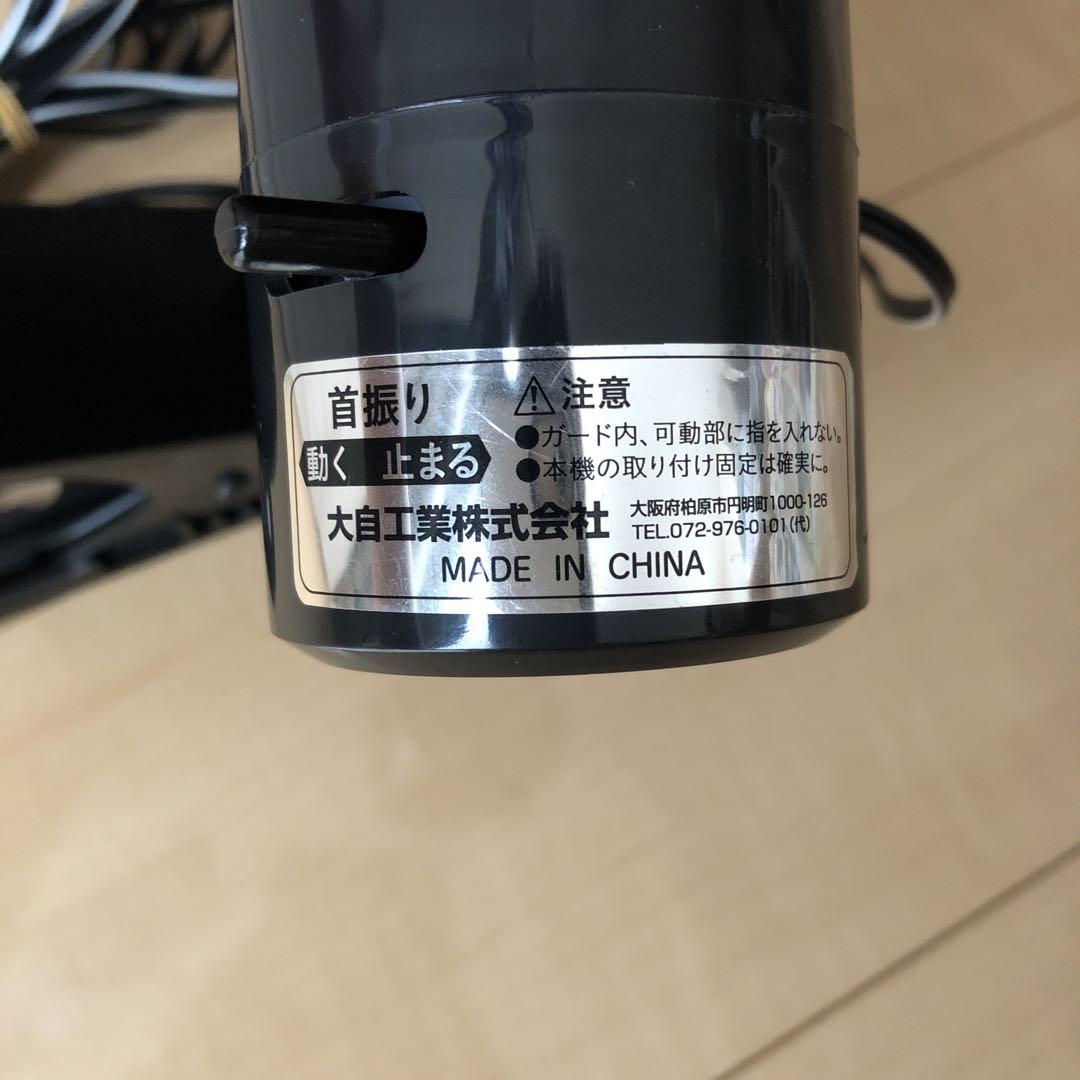 首振り
動く 止まる
⚠注意
●ガード内、可動部に指を入れない。
●本機の取り付け固定は確実に。
大自工業株式会社
大阪府柏原市円明町1000-126
TEL.072-976-0101(代)
MADE IN CHINA